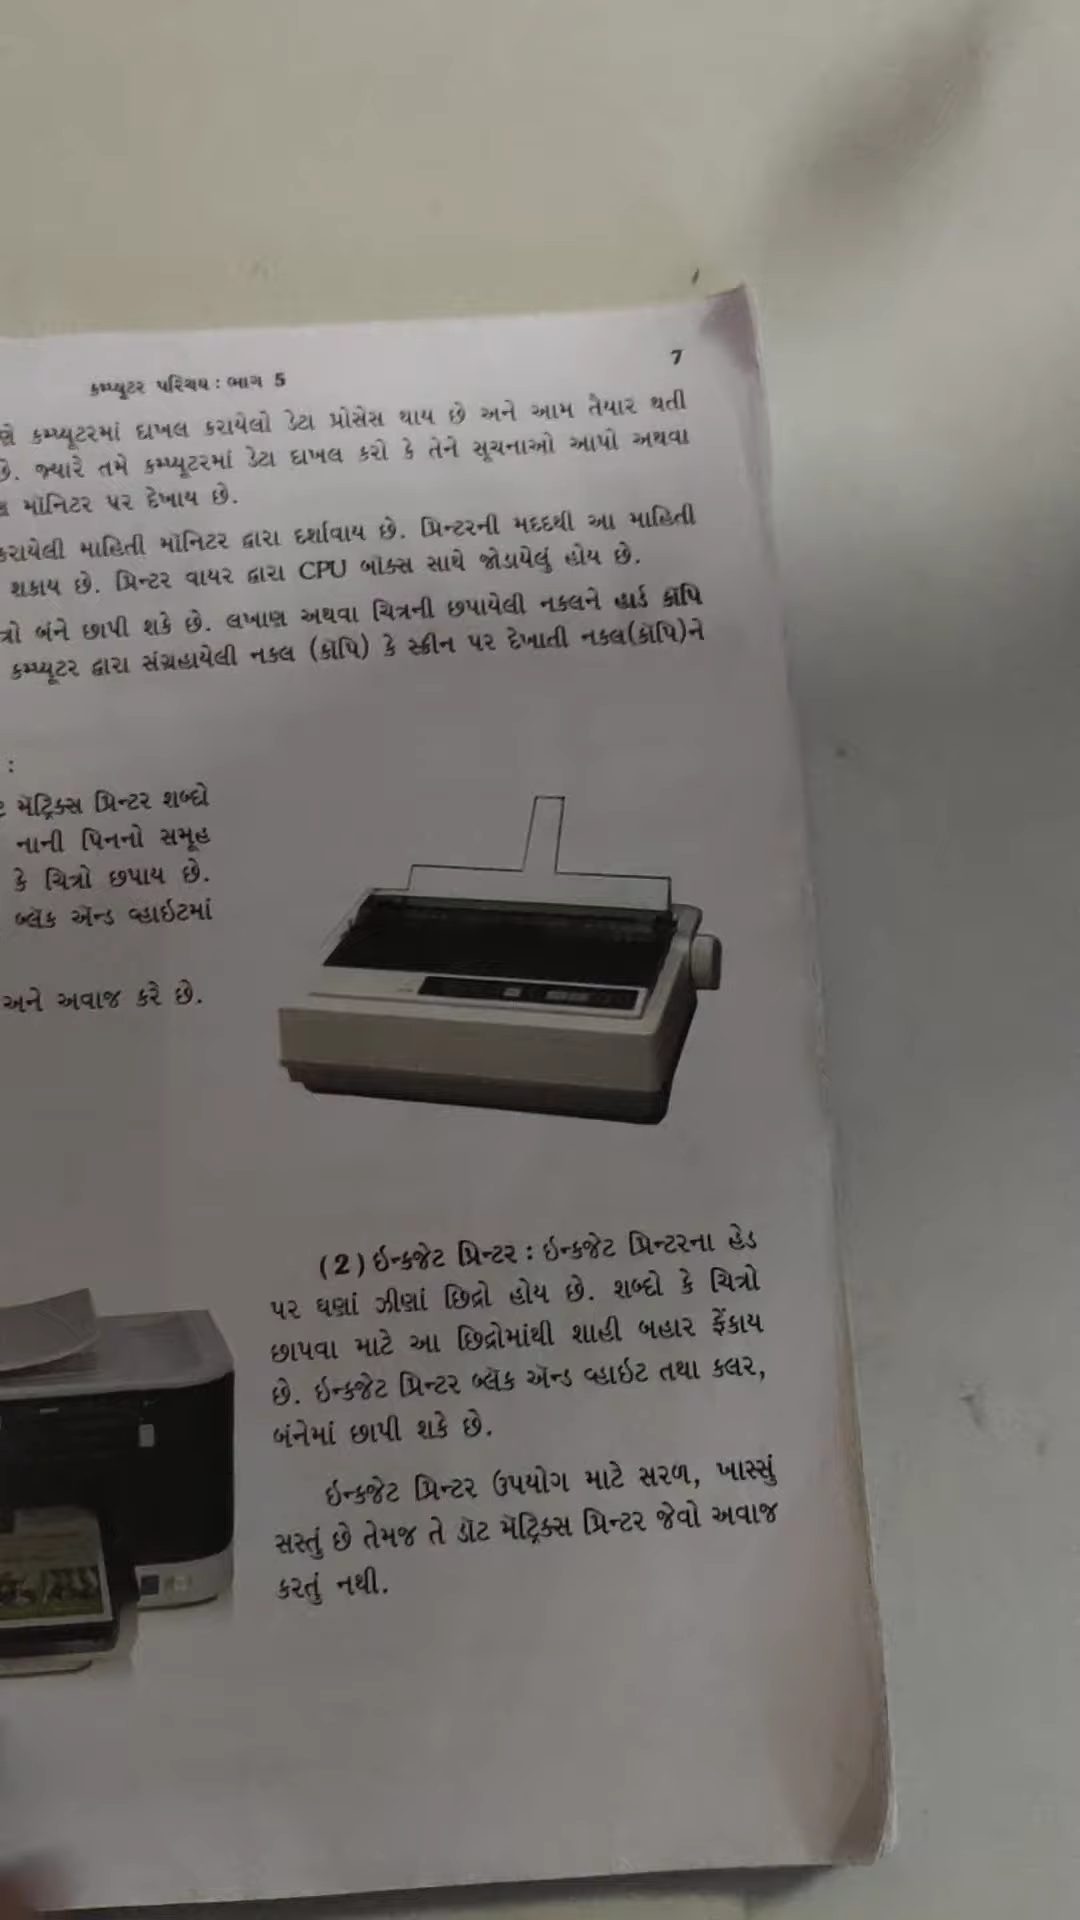 કમ્પ્યૂટર પરિચય : ભાગ 5
7
કમ્પ્યૂટરમાં દાખલ કરાયેલો ડેટા પ્રોસેસ થાય છે અને આમ તૈયાર થતી
છે. જ્યારે તમે કમ્પ્યૂટરમાં ડેટા દાખલ કરો કે તેને સૂચનાઓ આપો અથવા
મૉનિટર પર દેખાય છે.
કરાયેલી માહિતી મૉનિટર દ્વારા દર્શાવાય છે. પ્રિન્ટરની મદદથી આ માહિતી
શકાય છે. પ્રિન્ટર વાયર દ્વારા CPU બૉક્સ સાથે જોડાયેલું હોય છે.
બંને છાપી શકે છે. લખાણ અથવા ચિત્રની છપાયેલી નકલને હાર્ડ કૉપિ
કમ્પ્યૂટર દ્વારા સંગ્રહાયેલી નકલ (કૉપિ) કે સ્ક્રીન પર દેખાતી નકલ(કૉપિ)ને
:
મૅટ્રિક્સ પ્રિન્ટર શબ્દો
નાની પિનનો સમૂહ
કે ચિત્રો છપાય છે.
બ્લૅક ઍન્ડ વ્હાઇટમાં
અને અવાજ કરે છે.
(2) ઇન્કજેટ પ્રિન્ટર : ઇન્કજેટ પ્રિન્ટરના હેડ
પર ઘણાં ઝીણાં છિદ્રો હોય છે. શબ્દો કે ચિત્રો
છાપવા માટે આ છિદ્રોમાંથી શાહી બહાર ફેંકાય
છે. ઇન્કજેટ પ્રિન્ટર બ્લૅક ઍન્ડ વ્હાઇટ તથા કલર,
બંનેમાં છાપી શકે છે.
ઇન્કજેટ પ્રિન્ટર ઉપયોગ માટે સરળ, ખાસ્સું
સસ્તું છે તેમજ તે ડૉટ મૅટ્રિક્સ પ્રિન્ટર જેવો અવાજ
કરતું નથી.